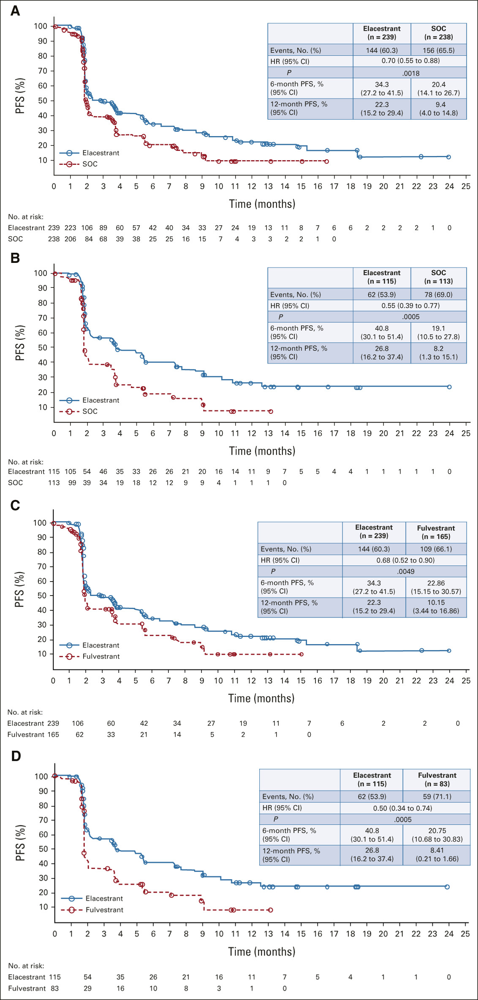 A
PFS (%)
100
90
80
70
60
50
40
30
20
10
Elacestrant (n = 239) SOC (n = 238)
Events, No. (%) 144 (60.3) 156 (65.5)
HR (95% CI) 0.70 (0.55 to 0.88)
P .0018
6-month PFS, % (95% CI) 34.3 (27.2 to 41.5) 20.4 (14.1 to 26.7)
12-month PFS, % (95% CI) 22.3 (15.2 to 29.4) 9.4 (4.0 to 14.8)
Elacestrant
SOC
0 1 2 3 4 5 6 7 8 9 10 11 12 13 14 15 16 17 18 19 20 21 22 23 24 25
Time (months)
No. at risk:
Elacestrant 239 223 106 89 60 57 42 40 34 33 27 24 19 13 11 8 7 6 6 2 2 2 2 1 0
SOC 238 206 84 68 39 38 25 25 16 15 7 4 3 3 2 2 1 0
B
PFS (%)
100
90
80
70
60
50
40
30
20
10
Elacestrant (n = 115) SOC (n = 113)
Events, No. (%) 62 (53.9) 78 (69.0)
HR (95% CI) 0.55 (0.39 to 0.77)
P .0005
6-month PFS, % (95% CI) 40.8 (30.1 to 51.4) 19.1 (10.5 to 27.8)
12-month PFS, % (95% CI) 26.8 (16.2 to 37.4) 8.2 (1.3 to 15.1)
Elacestrant
SOC
0 1 2 3 4 5 6 7 8 9 10 11 12 13 14 15 16 17 18 19 20 21 22 23 24 25
Time (months)
No. at risk:
Elacestrant 115 105 54 46 35 33 26 26 21 20 16 14 11 9 7 5 5 4 4 1 1 1 1 1 0
SOC 113 99 39 34 19 18 12 12 9 9 4 1 1 1 0
C
PFS (%)
100
90
80
70
60
50
40
30
20
10
Elacestrant (n = 239) Fulvestrant (n = 165)
Events, No. (%) 144 (60.3) 109 (66.1)
HR (95% CI) 0.68 (0.52 to 0.90)
P .0049
6-month PFS, % (95% CI) 34.3 (27.2 to 41.5) 22.86 (15.15 to 30.57)
12-month PFS, % (95% CI) 22.3 (15.2 to 29.4) 10.15 (3.44 to 16.86)
Elacestrant
Fulvestrant
0 1 2 3 4 5 6 7 8 9 10 11 12 13 14 15 16 17 18 19 20 21 22 23 24 25
Time (months)
No. at risk:
Elacestrant 239 106 60 42 34 27 19 11 7 6 2 2 0
Fulvestrant 165 62 33 21 14 5 2 1 0
D
PFS (%)
100
90
80
70
60
50
40
30
20
10
Elacestrant (n = 115) Fulvestrant (n = 83)
Events, No. (%) 62 (53.9) 59 (71.1)
HR (95% CI) 0.50 (0.34 to 0.74)
P .0005
6-month PFS, % (95% CI) 40.8 (30.1 to 51.4) 20.75 (10.68 to 30.83)
12-month PFS, % (95% CI) 26.8 (16.2 to 37.4) 8.41 (0.21 to 1.66)
Elacestrant
Fulvestrant
0 1 2 3 4 5 6 7 8 9 10 11 12 13 14 15 16 17 18 19 20 21 22 23 24 25
Time (months)
No. at risk:
Elacestrant 115 54 35 26 21 16 11 7 5 4 1 1 0
Fulvestrant 83 29 16 10 8 3 1 0